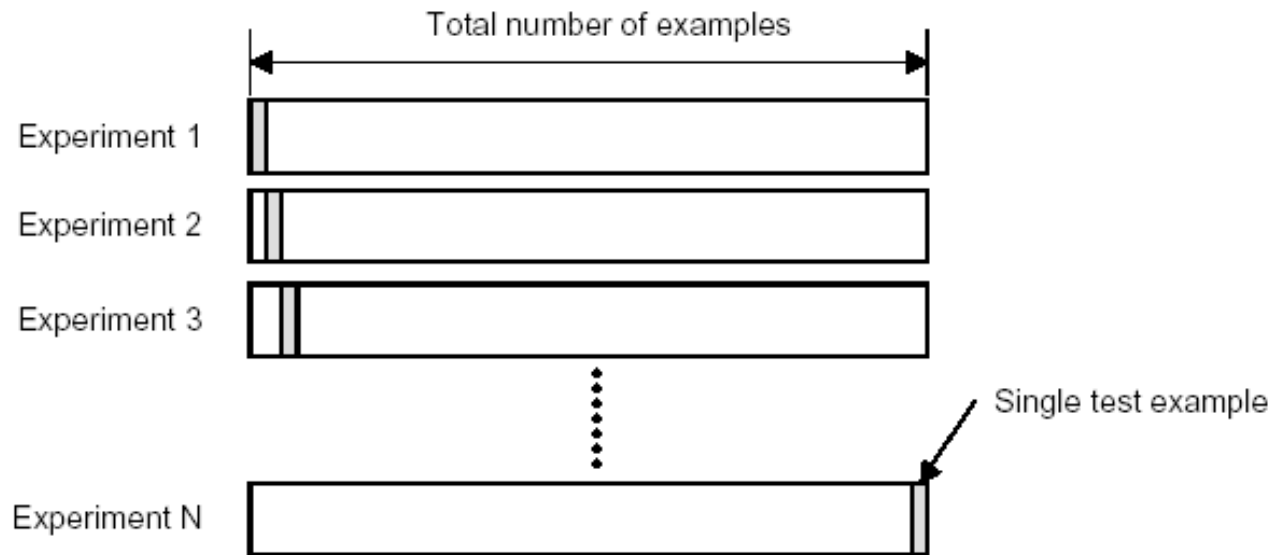 Total number of examples
Experiment 1
Experiment 2
Experiment 3
Single test example
Experiment N